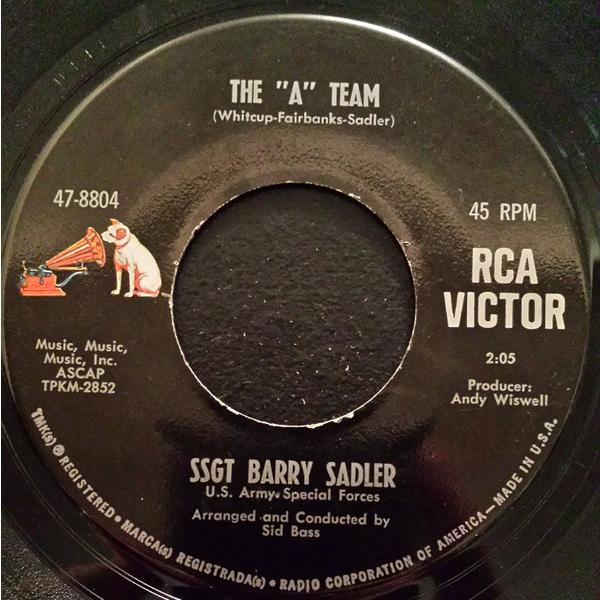 THE "A" TEAM
(Whitcup-Fairbanks-Sadler)
47-8804
45 RPM
RCA
VICTOR
Music, Music,
Music, Inc.
ASCAP
TPKM-2852
2:05
Producer:
Andy Wiswell
SSGT BARRY SADLER
U.S. Army Special Forces
Arranged and Conducted by
Sid Bass
TMK(s) ® REGISTERED • MARCA(s) REGISTRADA(s) • RADIO CORPORATION OF AMERICA—MADE IN U.S.A.